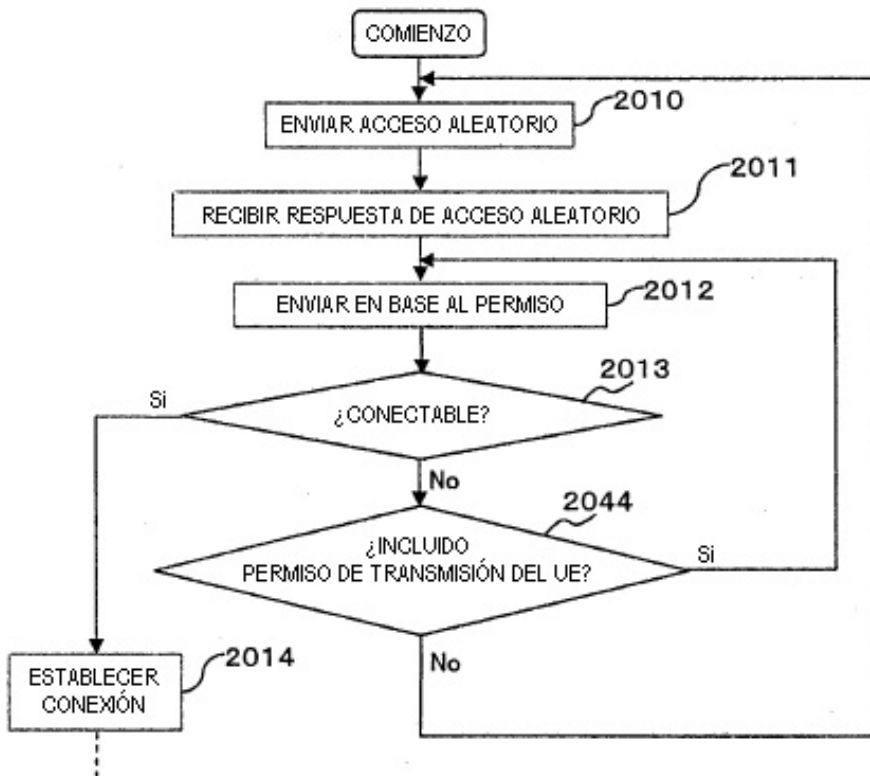 COMIENZO
2010
ENVIAR ACCESO ALEATORIO
2011
RECIBIR RESPUESTA DE ACCESO ALEATORIO
2012
ENVIAR EN BASE AL PERMISO
2013
Si
¿CONECTABLE?
No
2044
¿INCLUIDO
PERMISO DE TRANSMISIÓN DEL UE?
Si
2014
No
ESTABLECER
CONEXIÓN